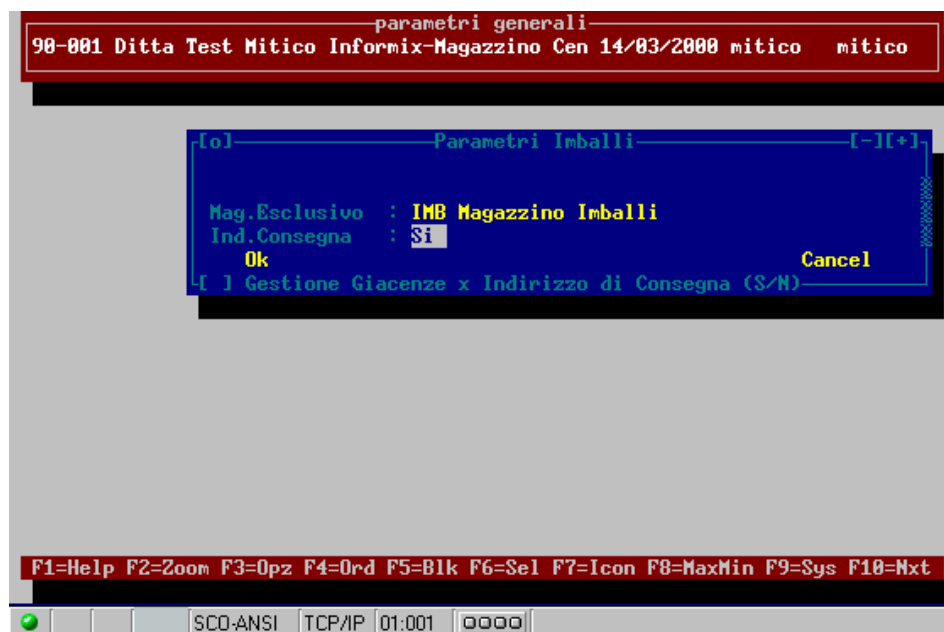 parametri generali
90-001 Ditta Test Mitico Informix-Magazzino Cen 14/03/2000 mitico mitico
[o] Parametri Imballi [-][+]
Mag.Esclusivo : IMB Magazzino Imballi
Ind.Consegna : Si
Ok Cancel
[ ] Gestione Giacenze x Indirizzo di Consegna (S/N)
F1=Help F2=Zoom F3=Opz F4=Ord F5=Blk F6=Sel F7=Icon F8=MaxMin F9=Sys F10=Nxt
SCO-ANSI TCP/IP 01:001